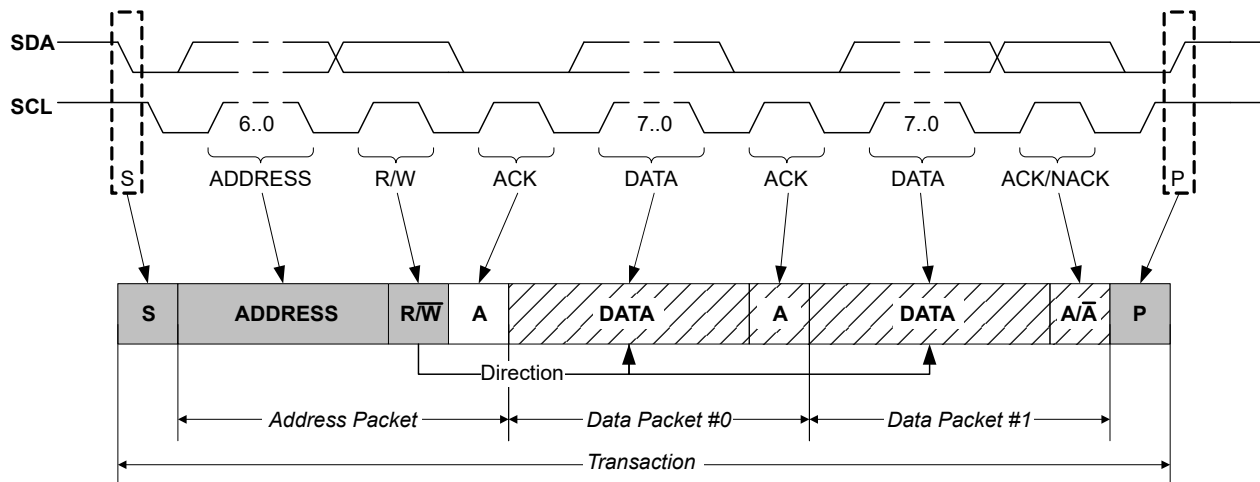 SDA
SCL
6..0 7..0 7..0
S ADDRESS R/W ACK DATA ACK DATA ACK/NACK P
S ADDRESS R/W̅ A DATA A DATA A/A̅ P
Direction
Address Packet Data Packet #0 Data Packet #1
Transaction